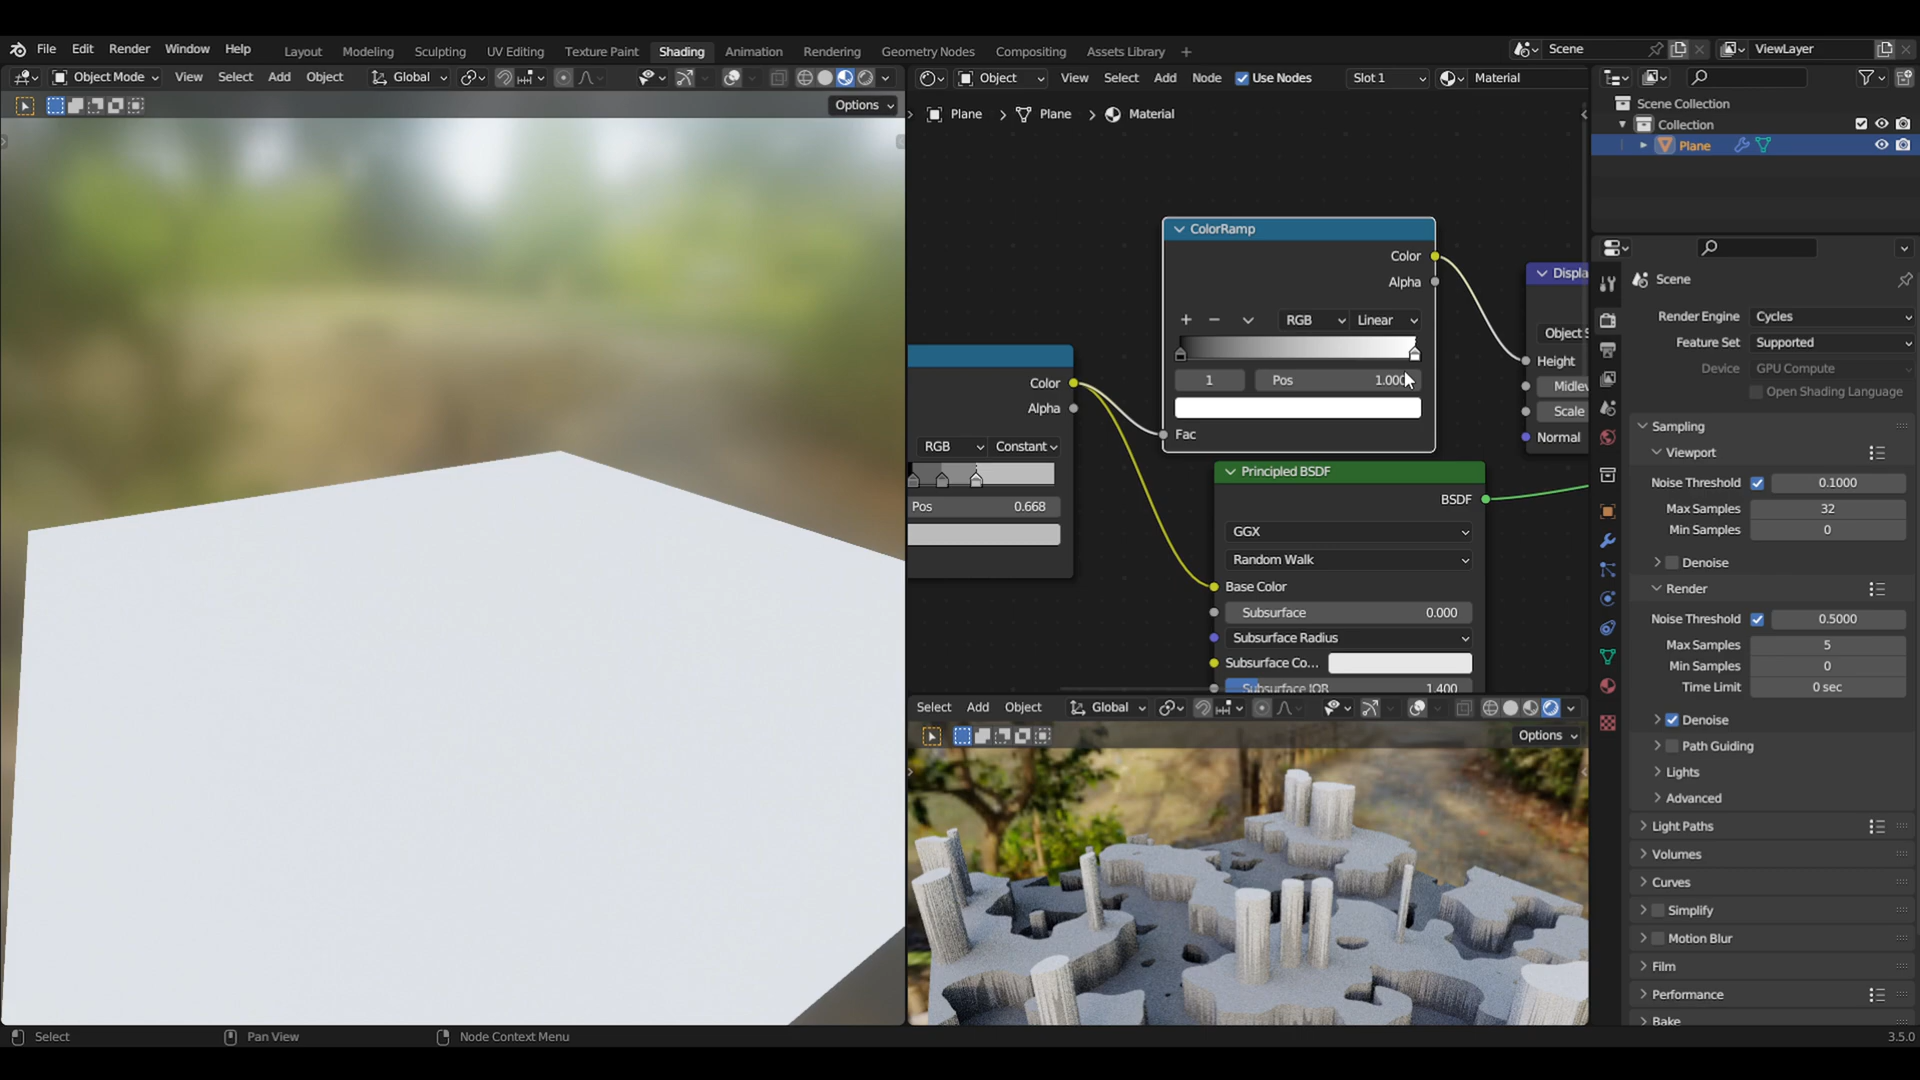 File Edit Render Window Help Layout Modeling Sculpting UV Editing Texture Paint Shading Animation Rendering Geometry Nodes Compositing Assets Library Scene ViewLayer
Object Mode View Select Add Object Global
Object View Select Add Node Use Nodes Slot 1 Material
Options
Plane Plane Material
Scene Collection
Collection
Plane
ColorRamp
Color
Alpha
RGB Linear
1 Pos 1.000
Fac
Displa
Object S
Height
Midlev
Scale
Normal
Color
Alpha
RGB Constant
Pos 0.668
Principled BSDF
BSDF
GGX
Random Walk
Base Color
Subsurface 0.000
Subsurface Radius
Subsurface Co...
Subsurface IOR 1.400
Select Add Object Global
Options
Scene
Render Engine Cycles
Feature Set Supported
Device GPU Compute
Open Shading Language
Sampling
Viewport
Noise Threshold 0.1000
Max Samples 32
Min Samples 0
Denoise
Render
Noise Threshold 0.5000
Max Samples 5
Min Samples 0
Time Limit 0 sec
Denoise
Path Guiding
Lights
Advanced
Light Paths
Volumes
Curves
Simplify
Motion Blur
Film
Performance
Bake
Select Pan View Node Context Menu 3.5.0